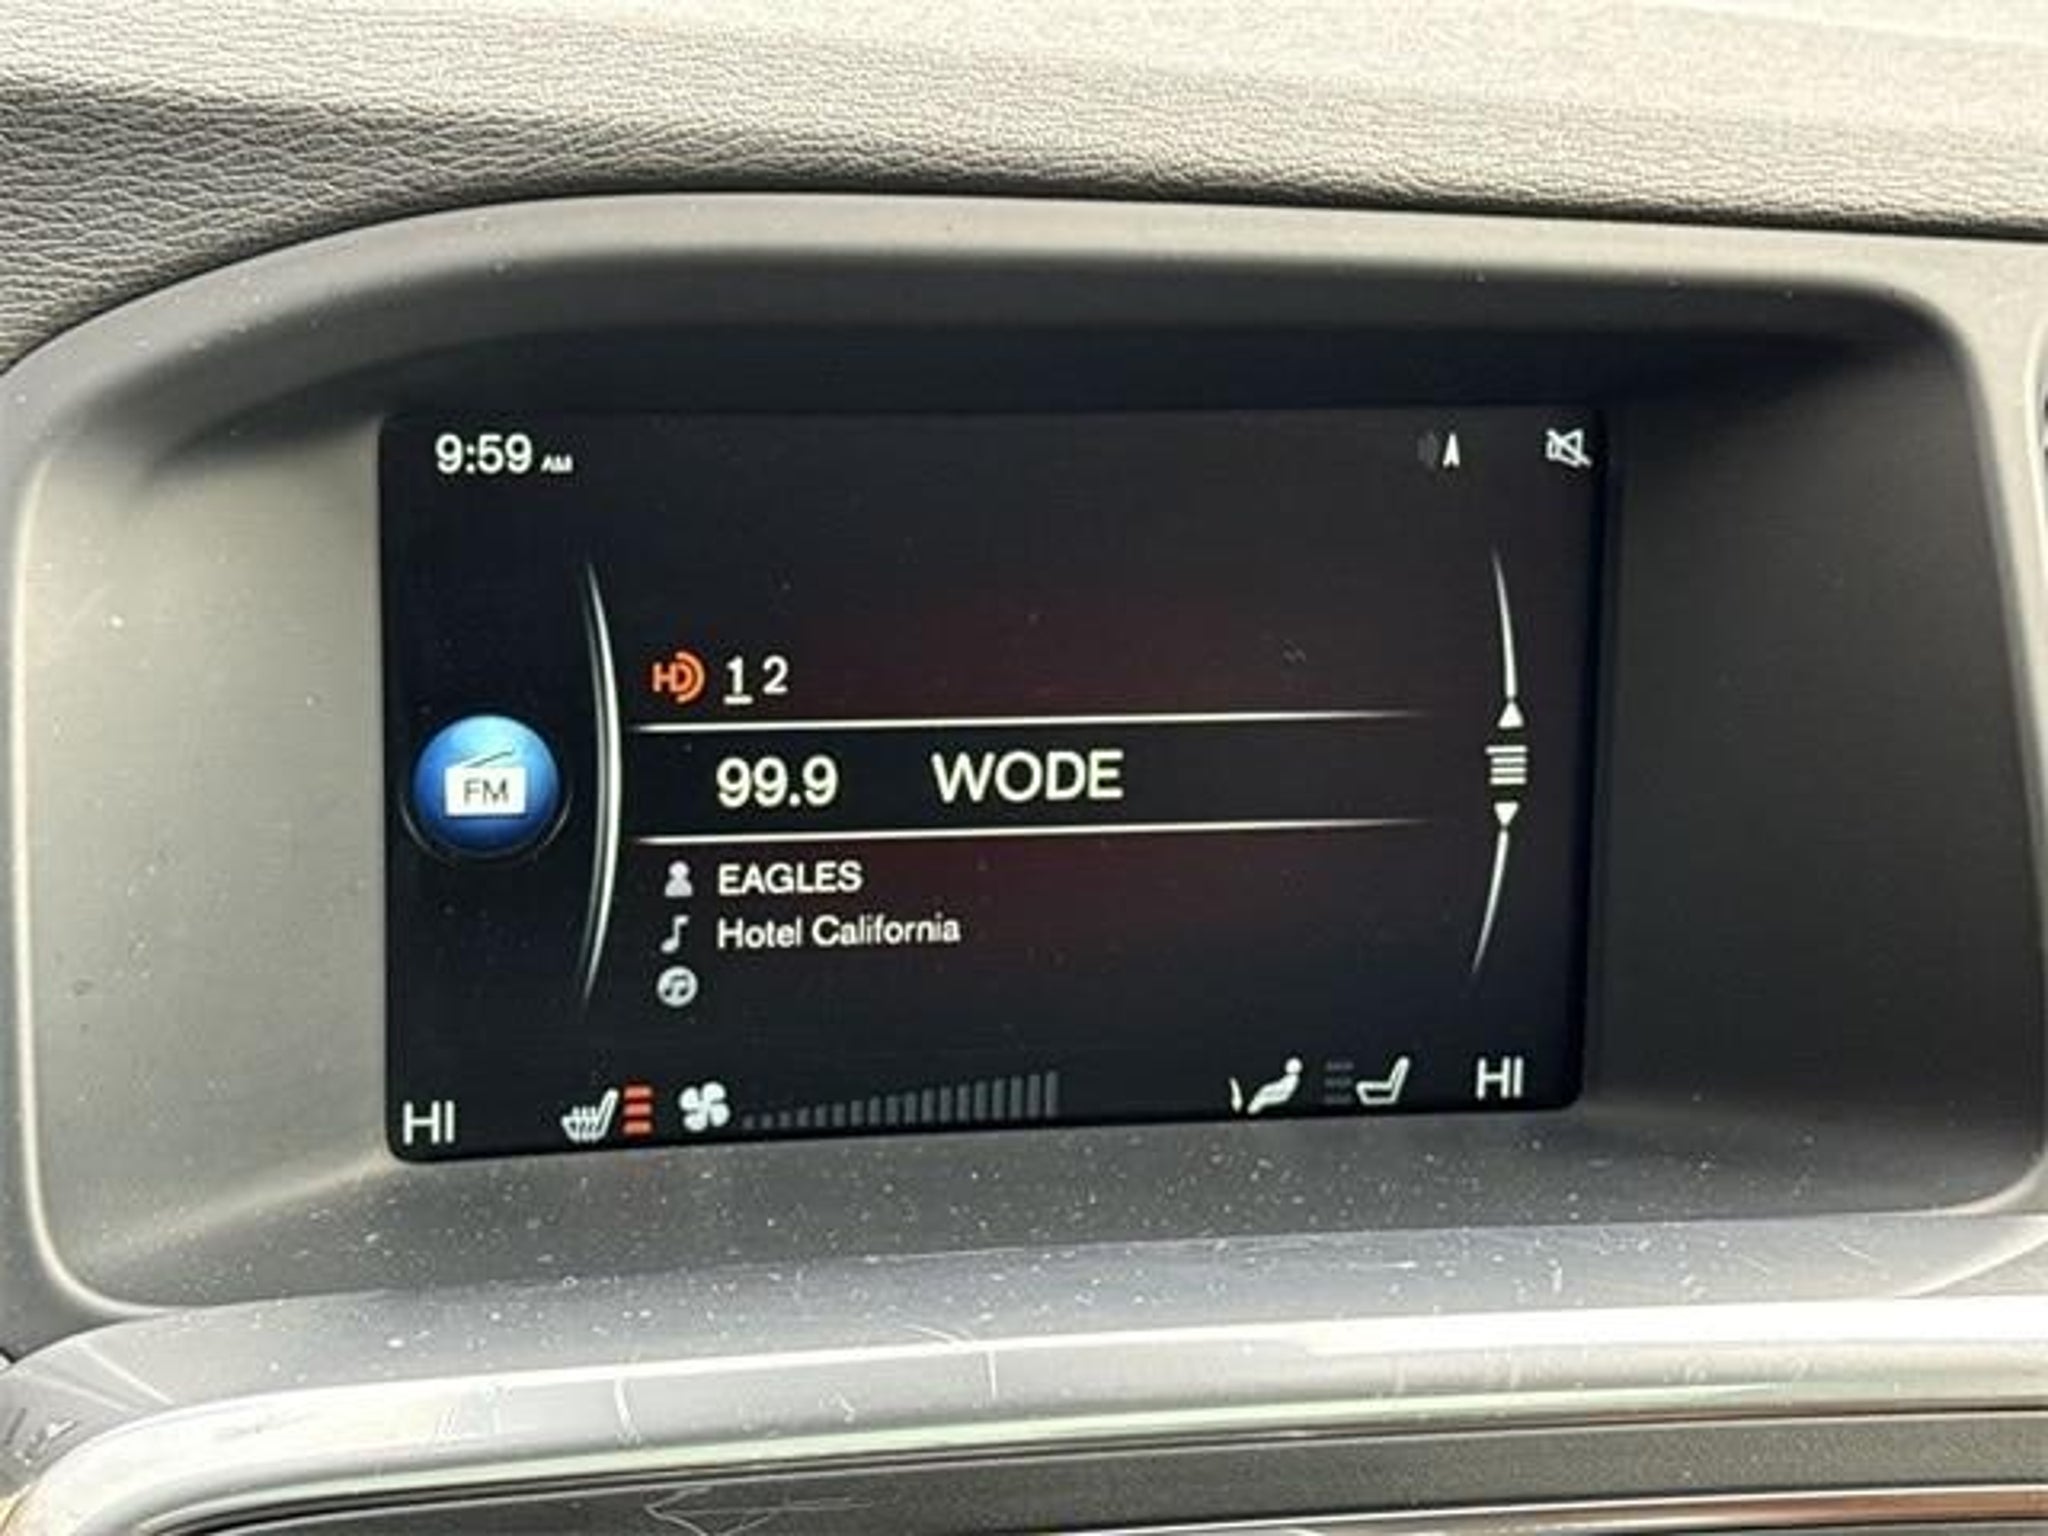 9:59 AM
HD 1 2
FM
99.9 WODE
EAGLES
Hotel California
HI
HI